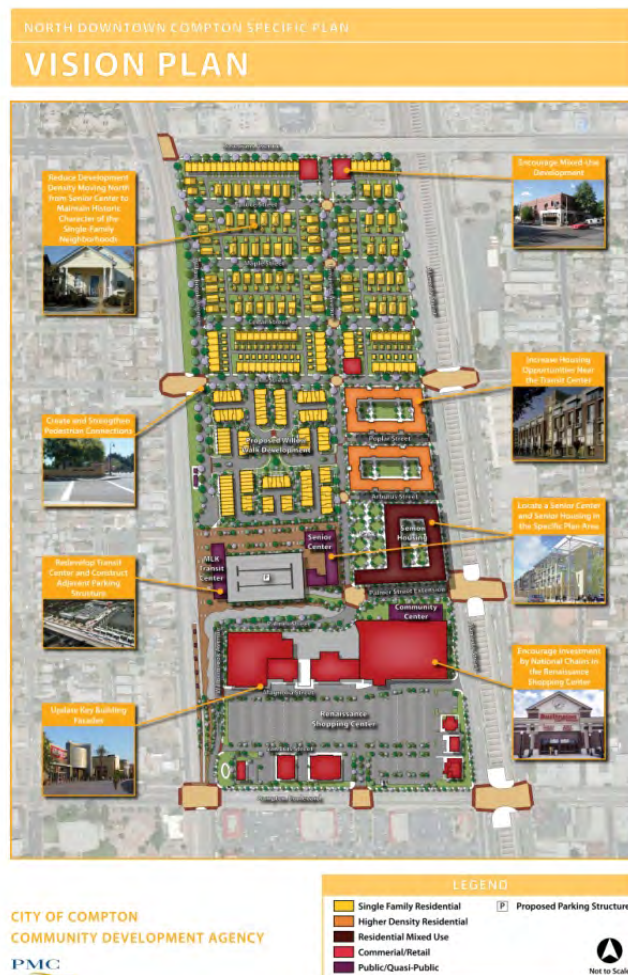 NORTH DOWNTOWN COMPTON SPECIFIC PLAN
VISION PLAN
Reduce Development
Density Moving North
From Senior Center to
Maintain Historic
Character of the
Single-Family
Neighborhoods
Encourage Mixed-Use
Development
Increase Housing
Opportunities Near
the Transit Center
Create and Strengthen
Pedestrian Connections
Proposed Willow
Walk Development
Poplar Street
Arbutus Street
Locate a Senior Center
and Senior Housing in
the Specific Plan Area
Senior
Housing
Senior
Center
MLK
Transit
Center
P
Redevelop Transit
Center and Construct
Adjacent Parking
Structure
Palmer Street Extension
Community
Center
Encourage Investment
by National Chains in
the Renaissance
Shopping Center
Magnolia Street
Update Key Building
Facades
Renaissance
Shopping Center
Burlington
CITY OF COMPTON
COMMUNITY DEVELOPMENT AGENCY
PMC
LEGEND
Single Family Residential
Higher Density Residential
Residential Mixed Use
Commerial/Retail
Public/Quasi-Public
P Proposed Parking Structure
Not to Scale